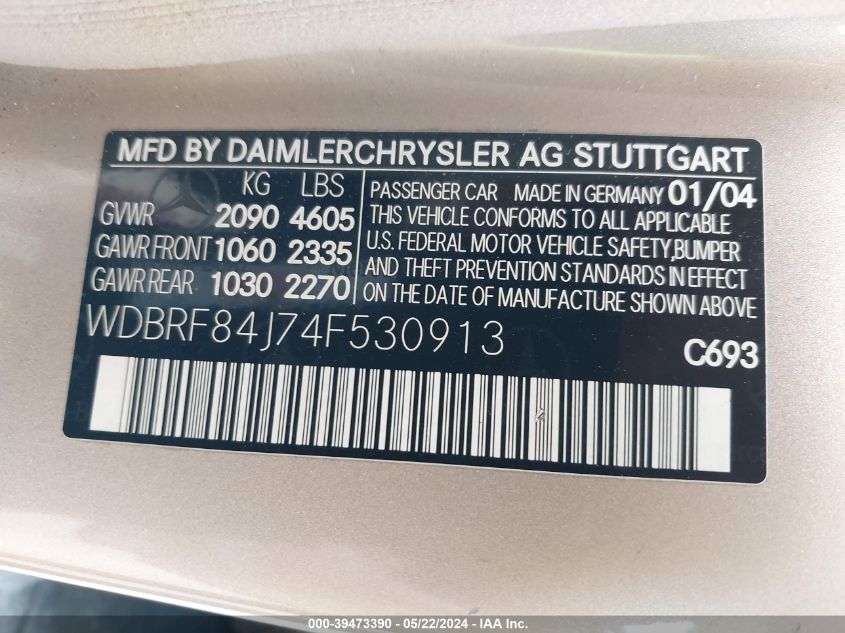 MFD BY DAIMLERCHRYSLER AG STUTTGART
KG LBS
GVWR 2090 4605
GAWR FRONT 1060 2335
GAWR REAR 1030 2270
PASSENGER CAR MADE IN GERMANY 01/04
THIS VEHICLE CONFORMS TO ALL APPLICABLE
U.S. FEDERAL MOTOR VEHICLE SAFETY,BUMPER
AND THEFT PREVENTION STANDARDS IN EFFECT
ON THE DATE OF MANUFACTURE SHOWN ABOVE
WDBRF84J74F530913
C693
000-39473390 - 05/22/2024 - IAA Inc.